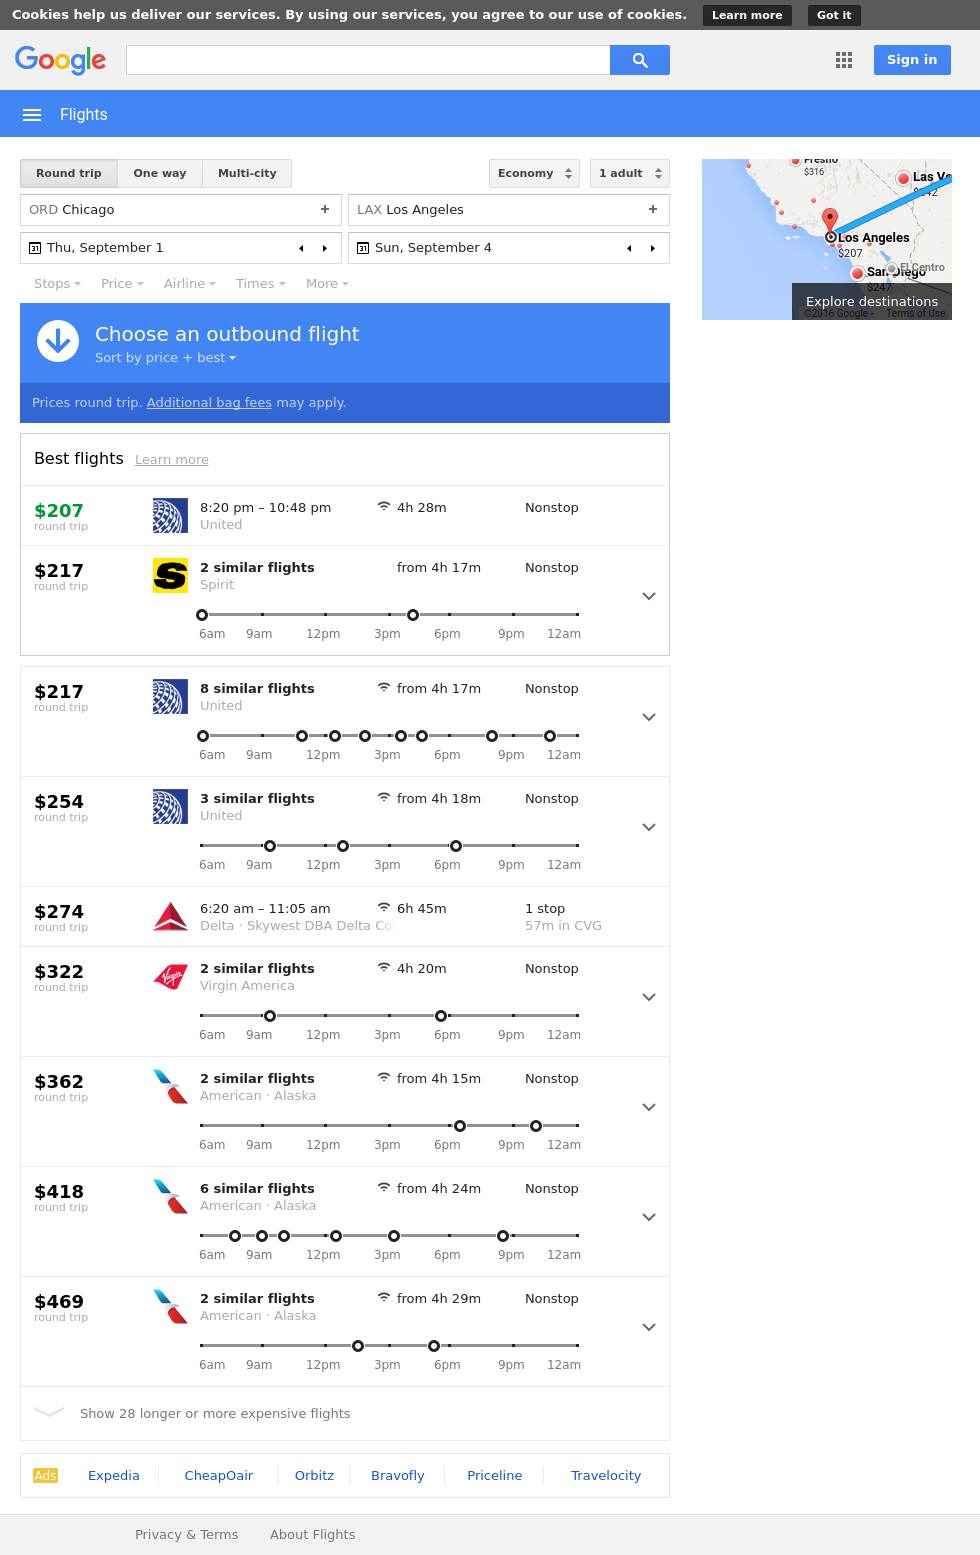 Cookies help us deliver our services. By using our services, you agree to our use of cookies. Learn more Got it
Google Sign in
Flights
Round trip One way Multi-city Economy 1 adult
ORD Chicago + LAX Los Angeles +
31 Thu, September 1 31 Sun, September 4
Stops Price Airline Times More
Fresno
$316
Las Ve
Los Angeles
$207
El Centro
San Diego
$247
Explore destinations
©2016 Google - Terms of Use
Choose an outbound flight
Sort by price + best
Prices round trip. Additional bag fees may apply.
Best flights Learn more
$207 8:20 pm – 10:48 pm 4h 28m Nonstop
round trip United
$217 2 similar flights from 4h 17m Nonstop
round trip Spirit
6am 9am 12pm 3pm 6pm 9pm 12am
$217 8 similar flights from 4h 17m Nonstop
round trip United
6am 9am 12pm 3pm 6pm 9pm 12am
$254 3 similar flights from 4h 18m Nonstop
round trip United
6am 9am 12pm 3pm 6pm 9pm 12am
$274 6:20 am – 11:05 am 6h 45m 1 stop
round trip Delta · Skywest DBA Delta Co 57m in CVG
$322 2 similar flights 4h 20m Nonstop
round trip Virgin America
6am 9am 12pm 3pm 6pm 9pm 12am
$362 2 similar flights from 4h 15m Nonstop
round trip American · Alaska
6am 9am 12pm 3pm 6pm 9pm 12am
$418 6 similar flights from 4h 24m Nonstop
round trip American · Alaska
6am 9am 12pm 3pm 6pm 9pm 12am
$469 2 similar flights from 4h 29m Nonstop
round trip American · Alaska
6am 9am 12pm 3pm 6pm 9pm 12am
Show 28 longer or more expensive flights
Ads Expedia CheapOair Orbitz Bravofly Priceline Travelocity
Privacy & Terms About Flights